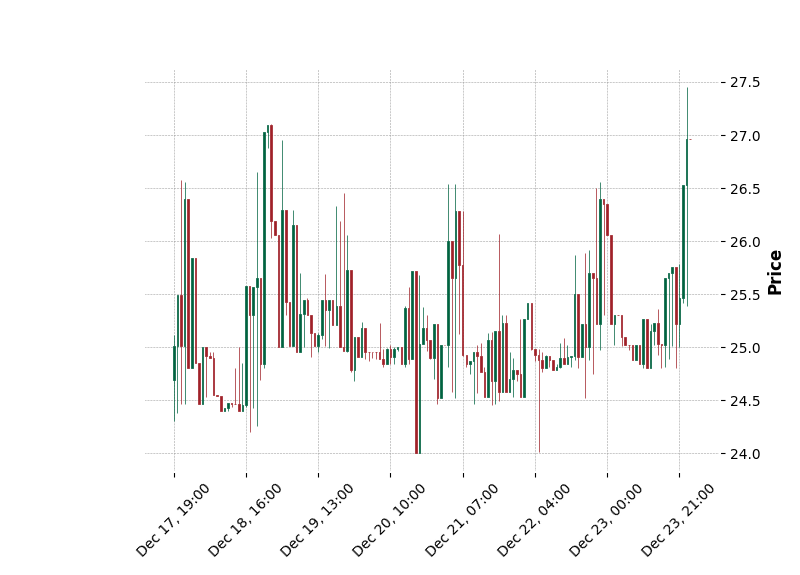 27.5
27.0
26.5
26.0
25.5
25.0
24.5
24.0
Price
Dec 17, 19:00
Dec 18, 16:00
Dec 19, 13:00
Dec 20, 10:00
Dec 21, 07:00
Dec 22, 04:00
Dec 23, 00:00
Dec 23, 21:00